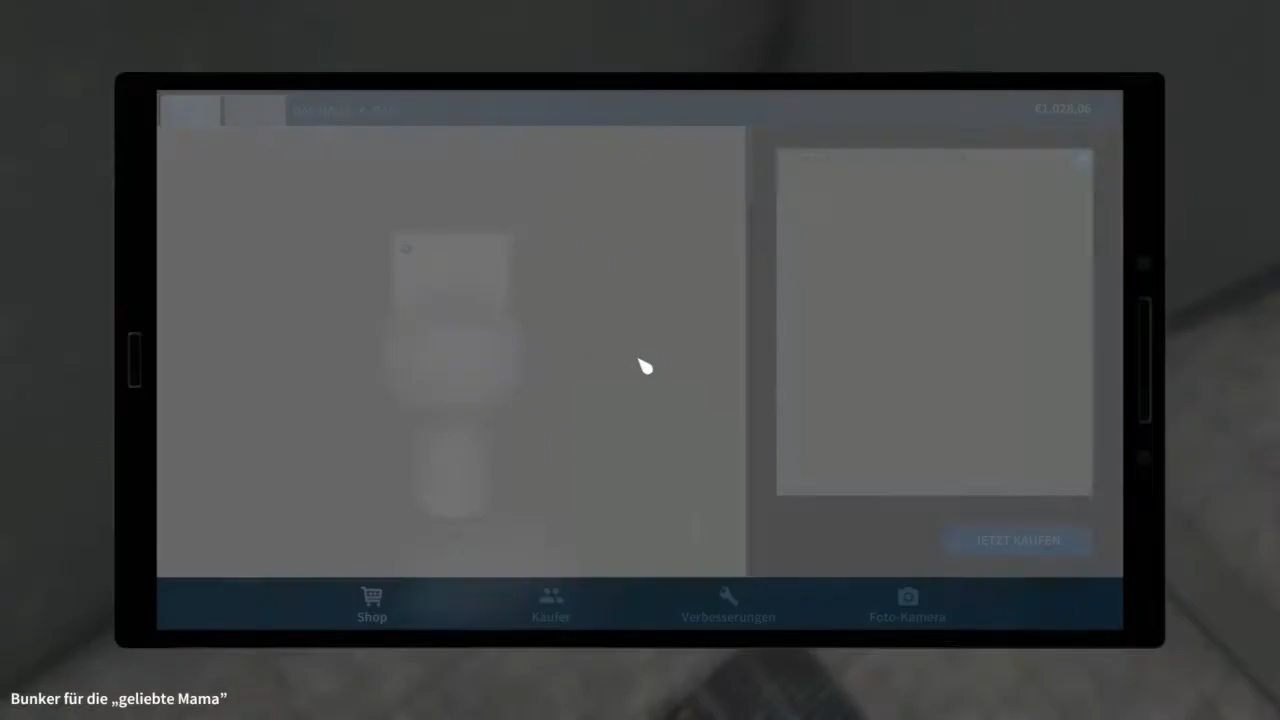 €1,028.06
JETZT KAUFEN
Shop
Käufer
Verbesserungen
Foto-Kamera
Bunker für die „geliebte Mama”